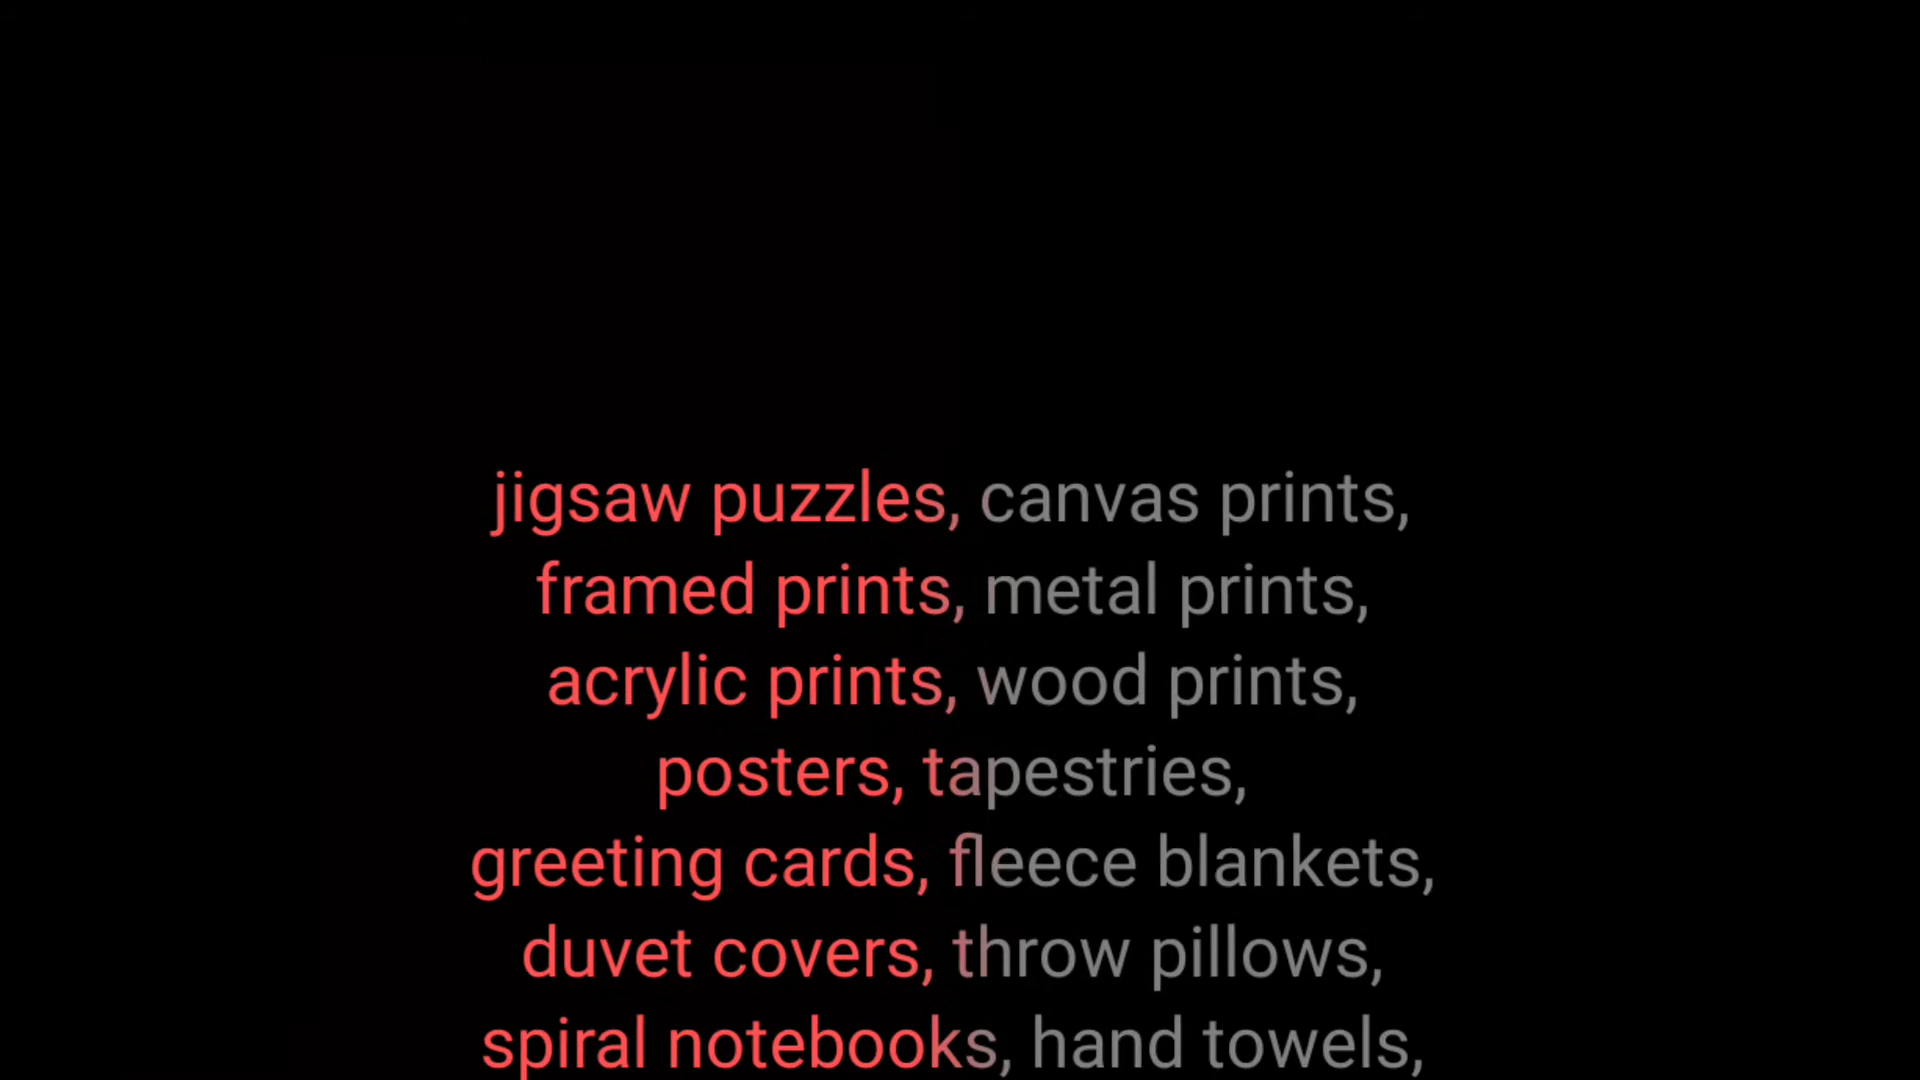 jigsaw puzzles, canvas prints,
framed prints, metal prints,
acrylic prints, wood prints,
posters, tapestries,
greeting cards, fleece blankets,
duvet covers, throw pillows,
spiral notebooks, hand towels,